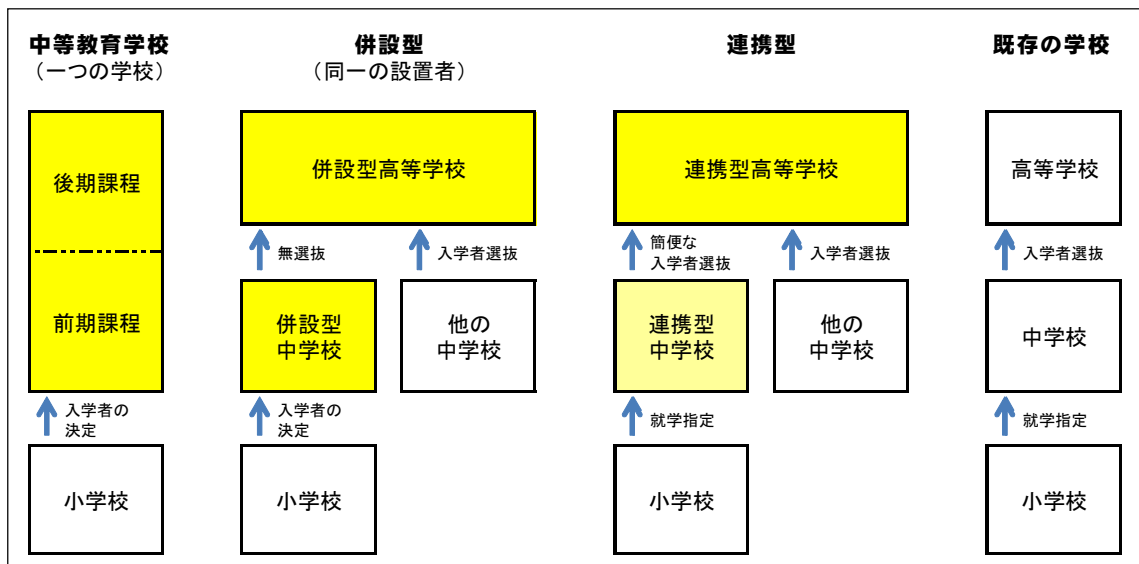 中等教育学校
（一つの学校）
後期課程
前期課程
入学者の
決定
小学校
併設型
（同一の設置者）
併設型高等学校
無選抜
入学者選抜
併設型
中学校
他の
中学校
入学者の
決定
小学校
連携型
連携型高等学校
簡便な
入学者選抜
入学者選抜
連携型
中学校
他の
中学校
就学指定
小学校
既存の学校
高等学校
入学者選抜
中学校
就学指定
小学校